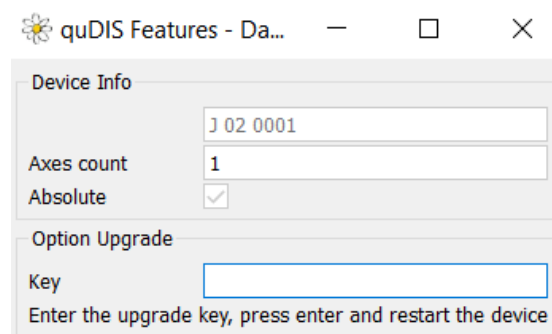 quDIS Features - Da...
Device Info
J 02 0001
Axes count 1
Absolute
Option Upgrade
Key
Enter the upgrade key, press enter and restart the device